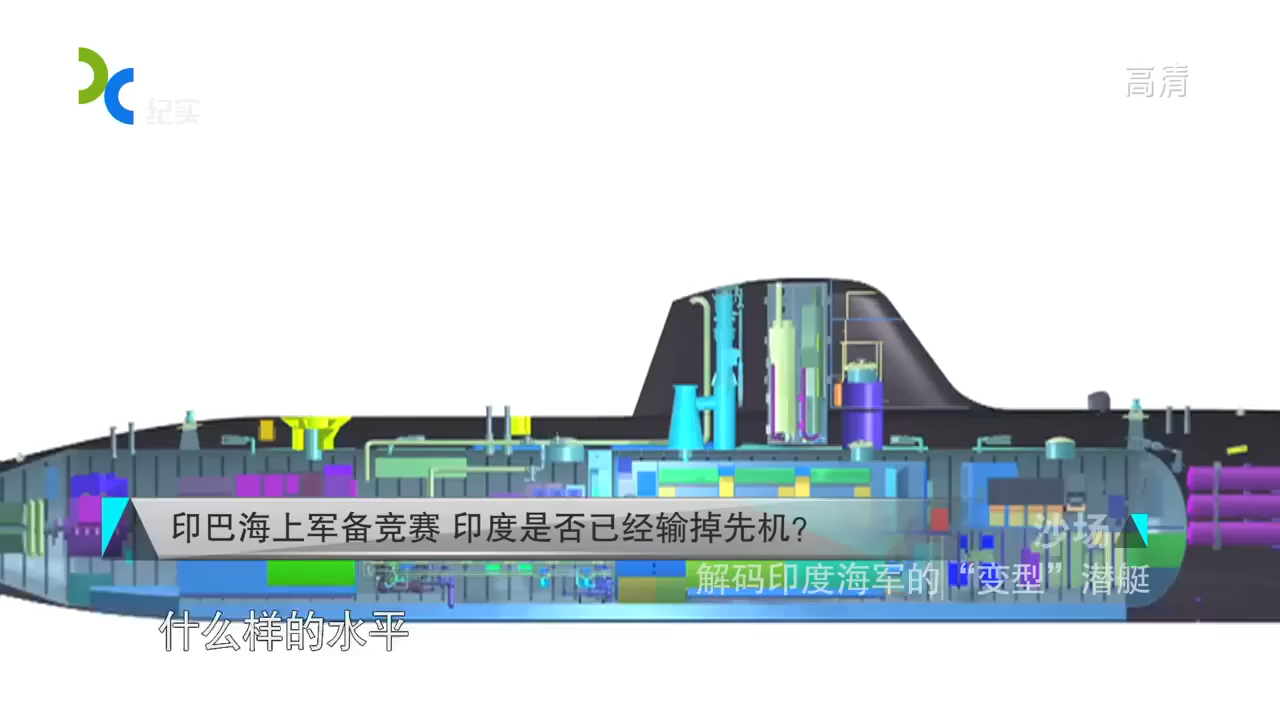 纪实
高清
印巴海上军备竞赛 印度是否已经输掉先机?
沙场
解码印度海军的“变型”潜艇
什么样的水平